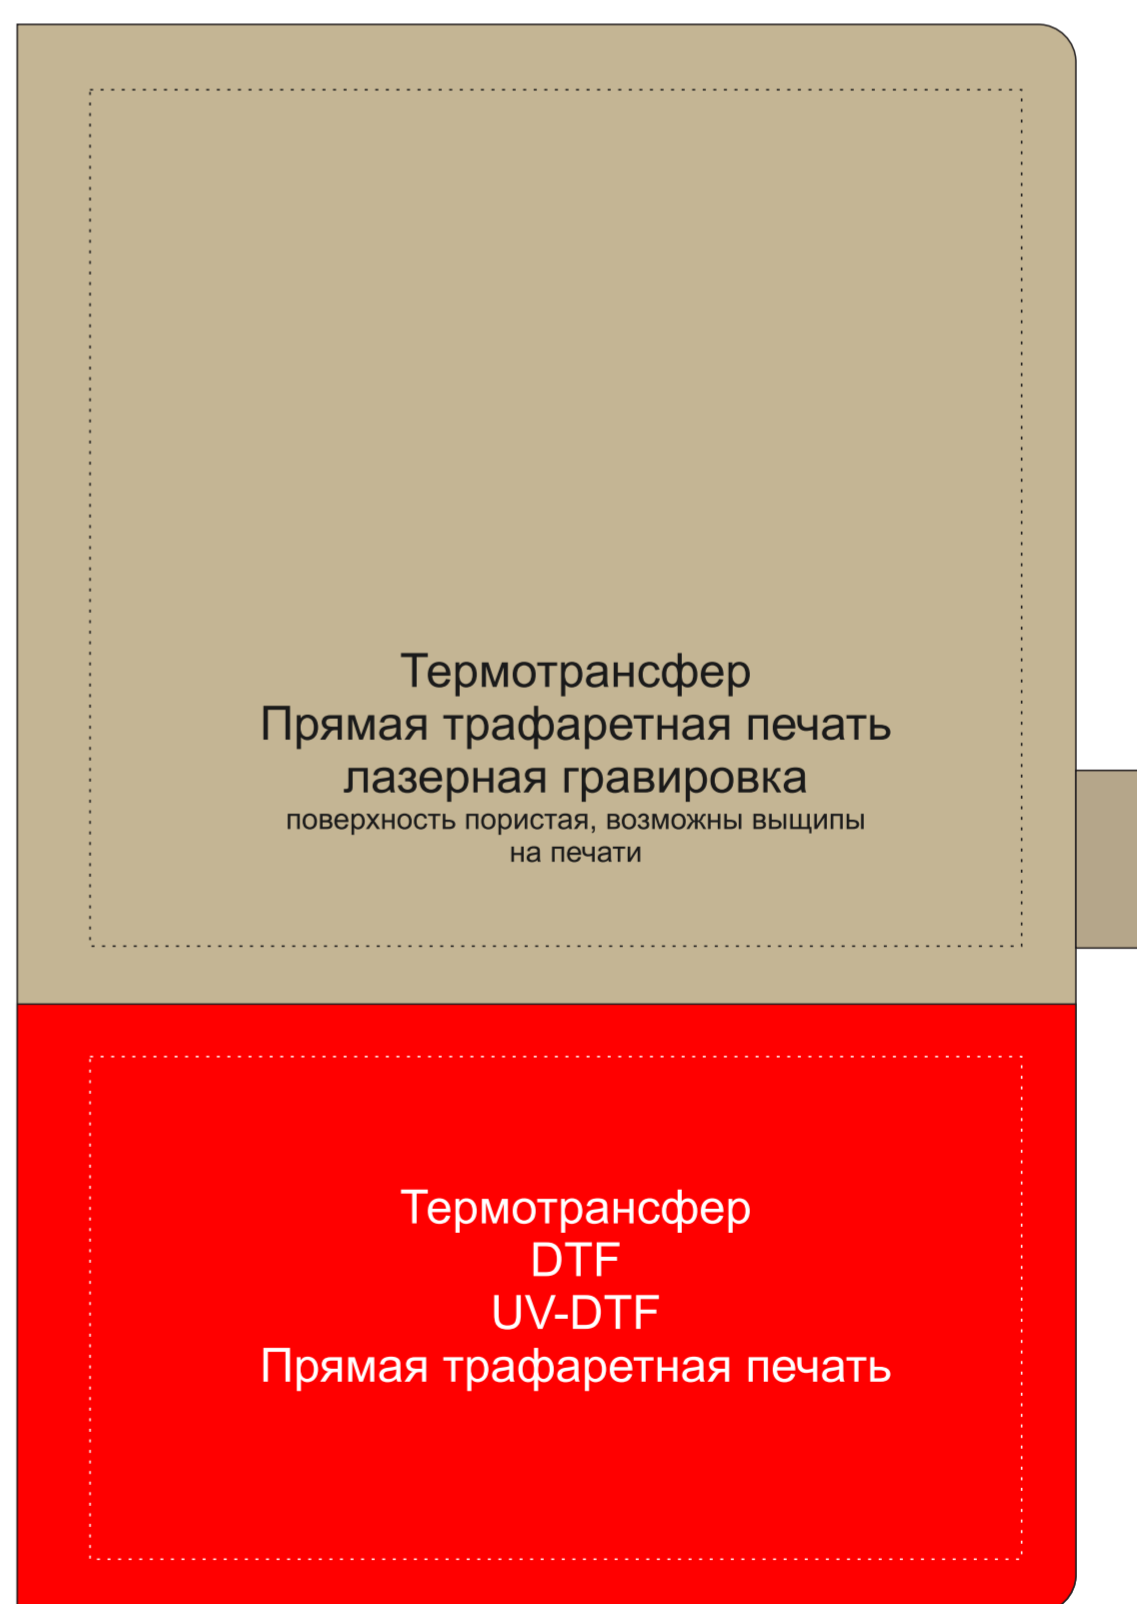 Термотрансфер
Прямая трафаретная печать
лазерная гравировка
поверхность пористая, возможны выщипы
на печати
Термотрансфер
DTF
UV-DTF
Прямая трафаретная печать